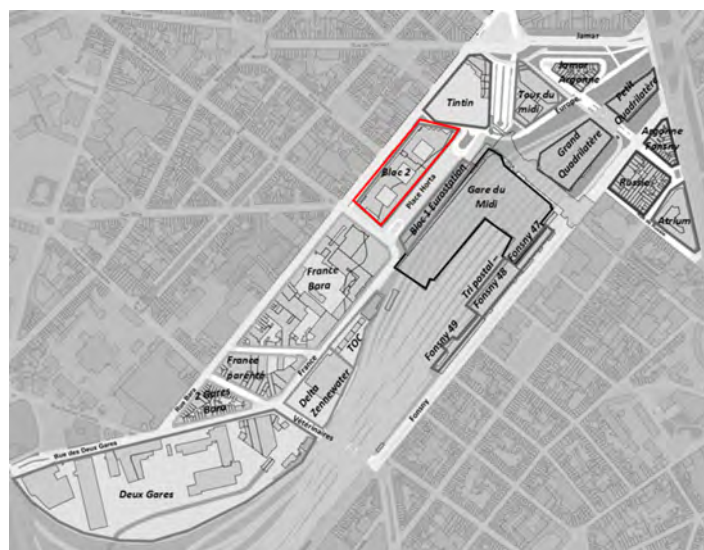 Jamar
Jamar
Argonne
Tintin
Tour du
midi
Europe
Petit
Quadrilatère
Grand
Quadrilatère
Argonne
Fonsny
Bloc 2
Place Horta
Bloc 1 Eurostation
Gare du
Midi
Russie
Atrium
Fonsny 47
Tri postal –
Fonsny 48
Fonsny 49
France
Bara
TOC
France
France
parenté
Delta
Zennewater
Rue Bara
2 Gares
Bara
Vétérinaires
Fonsny
Rue des Deux Gares
Deux Gares